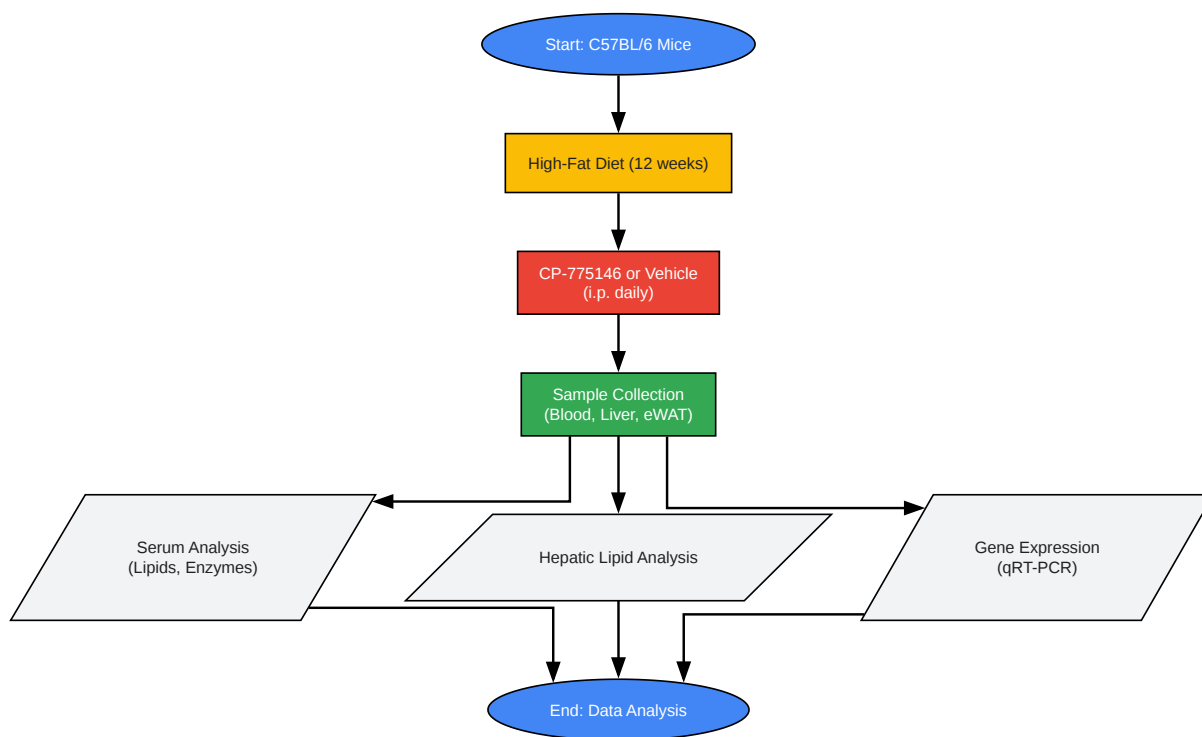 Start: C57BL/6 Mice
High-Fat Diet (12 weeks)
CP-775146 or Vehicle
(i.p. daily)
Sample Collection
(Blood, Liver, eWAT)
Serum Analysis
(Lipids, Enzymes)
Hepatic Lipid Analysis
Gene Expression
(qRT-PCR)
End: Data Analysis